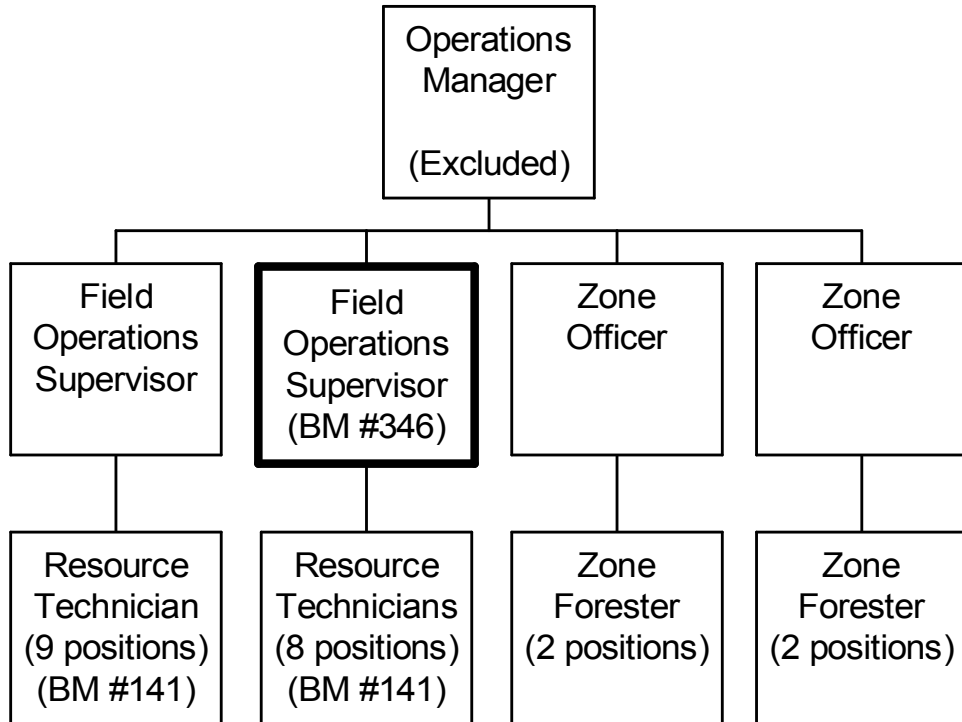 Operations
Manager
(Excluded)
Field
Operations
Supervisor
Field
Operations
Supervisor
(BM #346)
Zone
Officer
Zone
Officer
Resource
Technician
(9 positions)
(BM #141)
Resource
Technicians
(8 positions)
(BM #141)
Zone
Forester
(2 positions)
Zone
Forester
(2 positions)